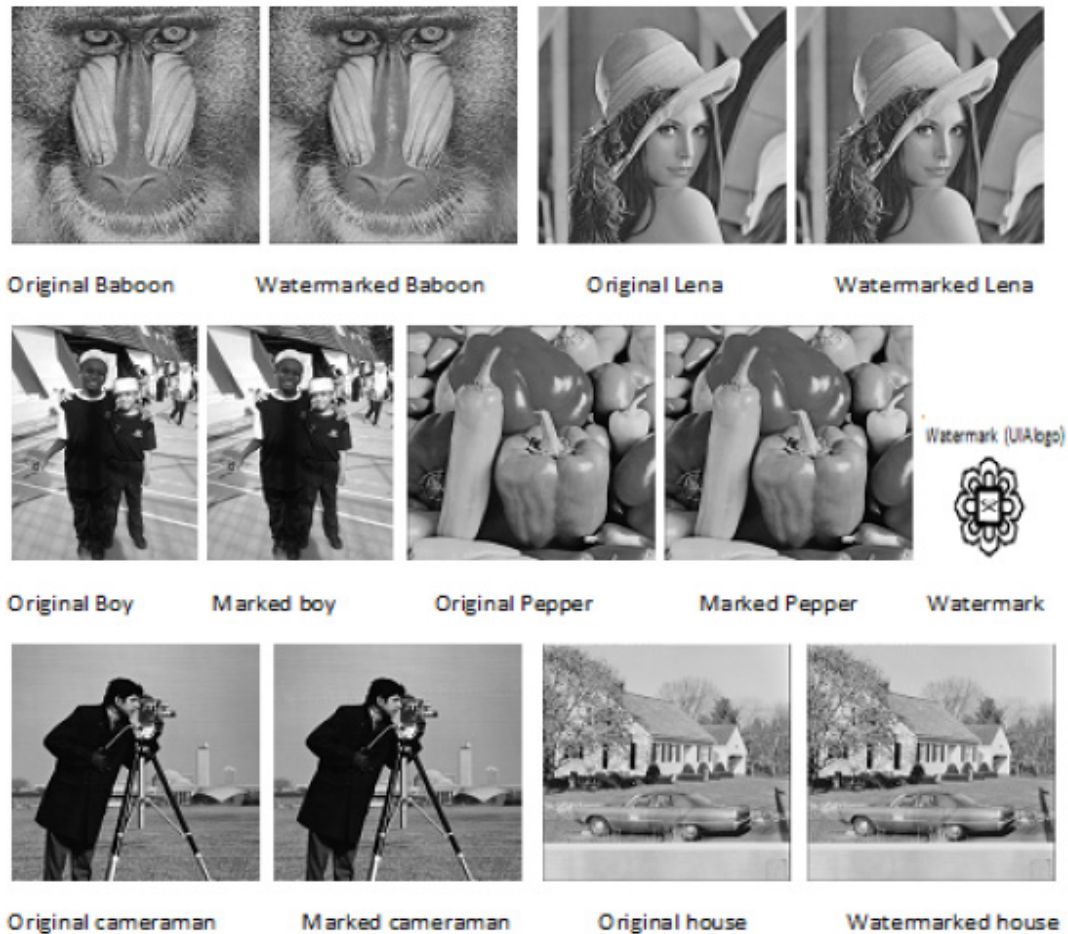 Original Baboon
Watermarked Baboon
Original Lena
Watermarked Lena
Watermark (UIAlogo)
Original Boy
Marked boy
Original Pepper
Marked Pepper
Watermark
Original cameraman
Marked cameraman
Original house
Watermarked house